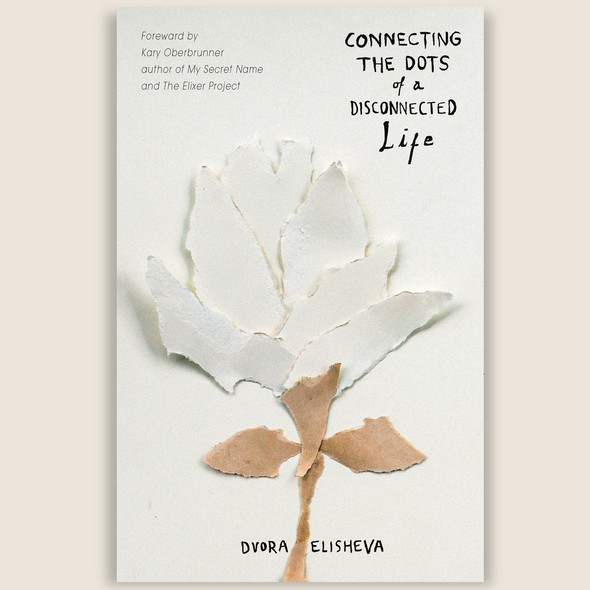 Foreward by
Kary Oberbrunner
author of My Secret Name
and The Elixer Project
CONNECTING
THE DOTS
of a
DISCONNECTED
Life
DVORA ELISHEVA